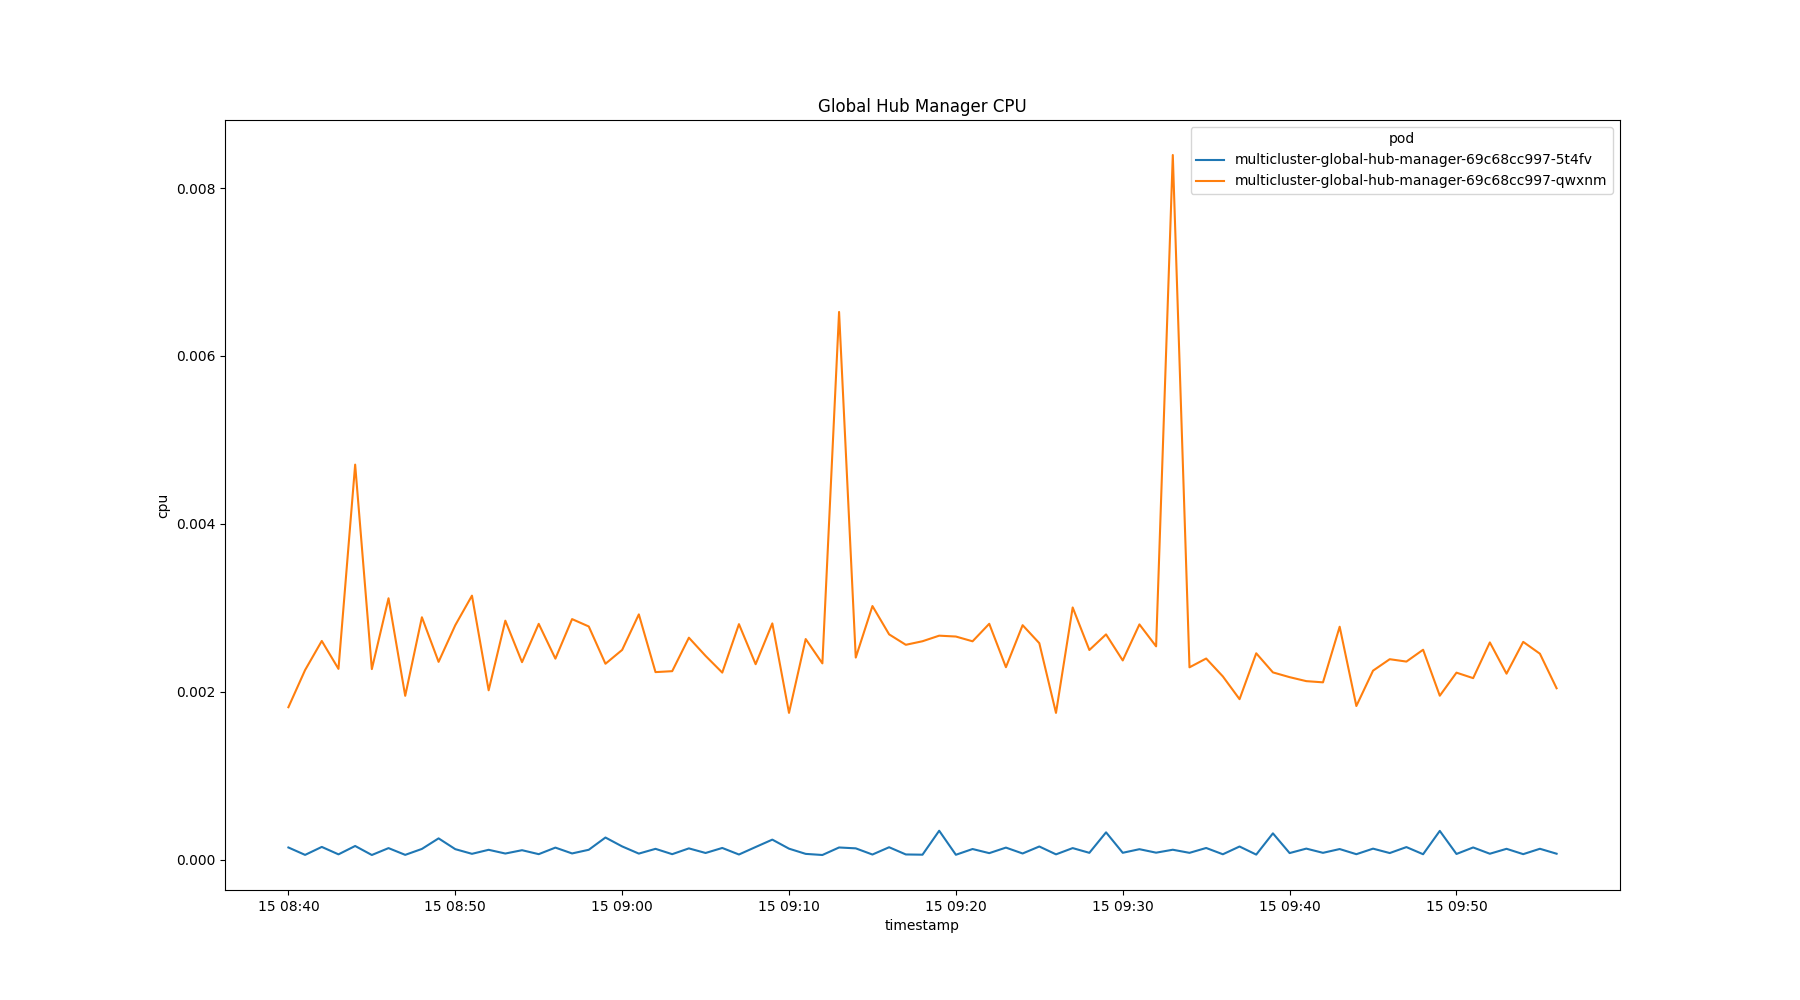 Global Hub Manager CPU
pod
multicluster-global-hub-manager-69c68cc997-5t4fv
multicluster-global-hub-manager-69c68cc997-qwxnm
0.008
0.006
0.004
0.002
0.000
cpu
15 08:40
15 08:50
15 09:00
15 09:10
15 09:20
15 09:30
15 09:40
15 09:50
timestamp